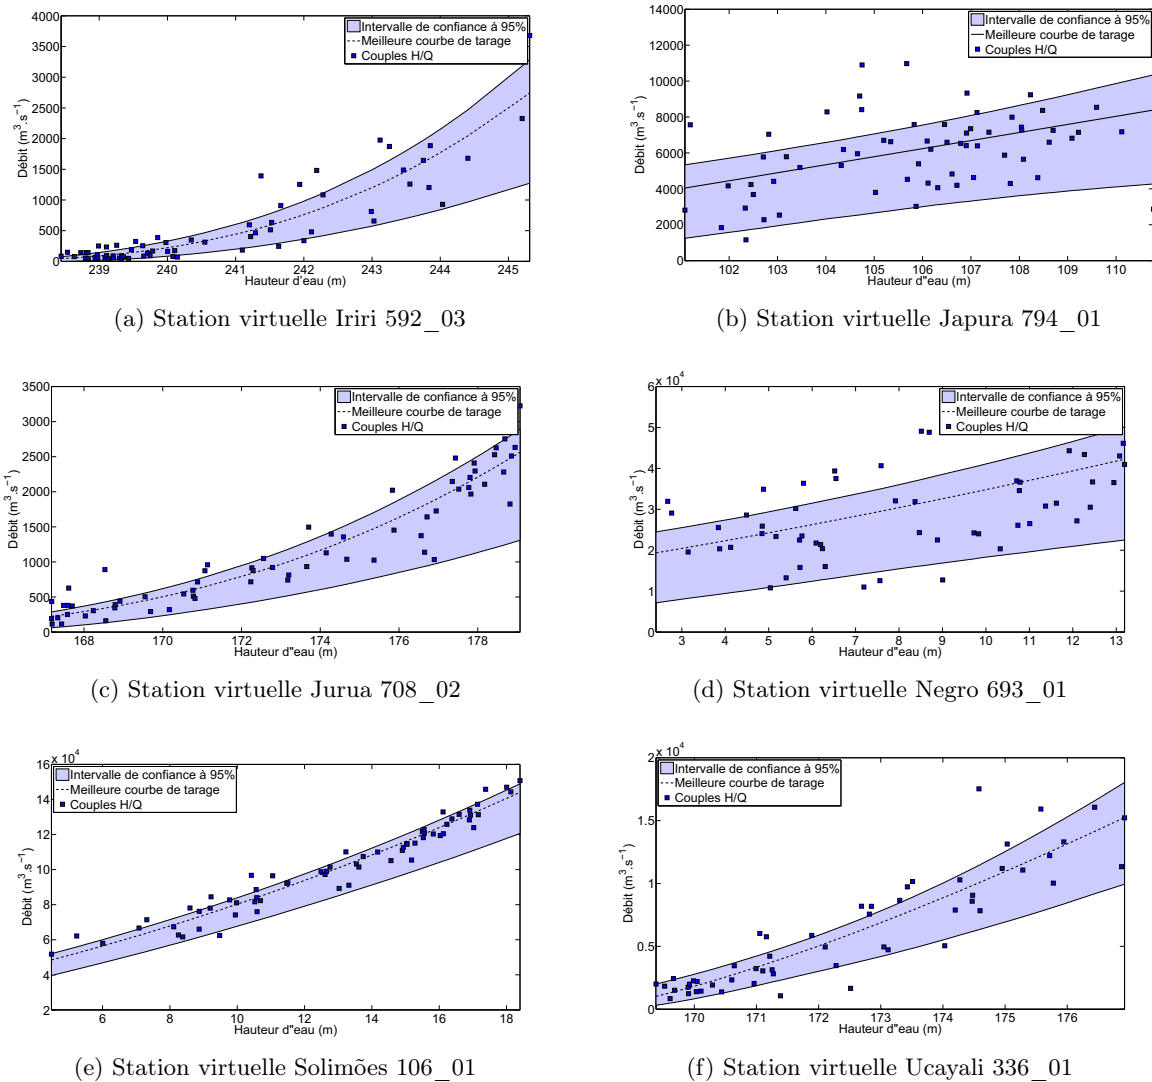 4000
3500
3000
2500
2000
1500
1000
500
0
Débit (m³.s⁻¹)
239 240 241 242 243 244 245
Hauteur d'eau (m)
Intervalle de confiance à 95%
Meilleure courbe de tarage
Couples H/Q
(a) Station virtuelle Iriri 592_03
14000
12000
10000
8000
6000
4000
2000
0
Débit (m³.s⁻¹)
102 103 104 105 106 107 108 109 110
Hauteur d"eau (m)
Intervalle de confiance à 95%
Meilleure courbe de tarage
Couples H/Q
(b) Station virtuelle Japura 794_01
3500
3000
2500
2000
1500
1000
500
0
Débit (m³.s⁻¹)
168 170 172 174 176 178
Hauteur d"eau (m)
Intervalle de confiance à 95%
Meilleure courbe de tarage
Couples H/Q
(c) Station virtuelle Jurua 708_02
x 10⁴
6
5
4
3
2
1
0
Débit (m³.s⁻¹)
3 4 5 6 7 8 9 10 11 12 13
Hauteur d"eau (m)
Intervalle de confiance à 95%
Meilleure courbe de tarage
Couples H/Q
(d) Station virtuelle Negro 693_01
x 10⁴
16
14
12
10
8
6
4
2
Débit (m³.s⁻¹)
6 8 10 12 14 16 18
Hauteur d"eau (m)
Intervalle de confiance à 95%
Meilleure courbe de tarage
Couples H/Q
(e) Station virtuelle Solimões 106_01
x 10⁴
2
1.5
1
0.5
0
Débit (m³.s⁻¹)
170 171 172 173 174 175 176
Hauteur d"eau (m)
Intervalle de confiance à 95%
Meilleure courbe de tarage
Couples H/Q
(f) Station virtuelle Ucayali 336_01